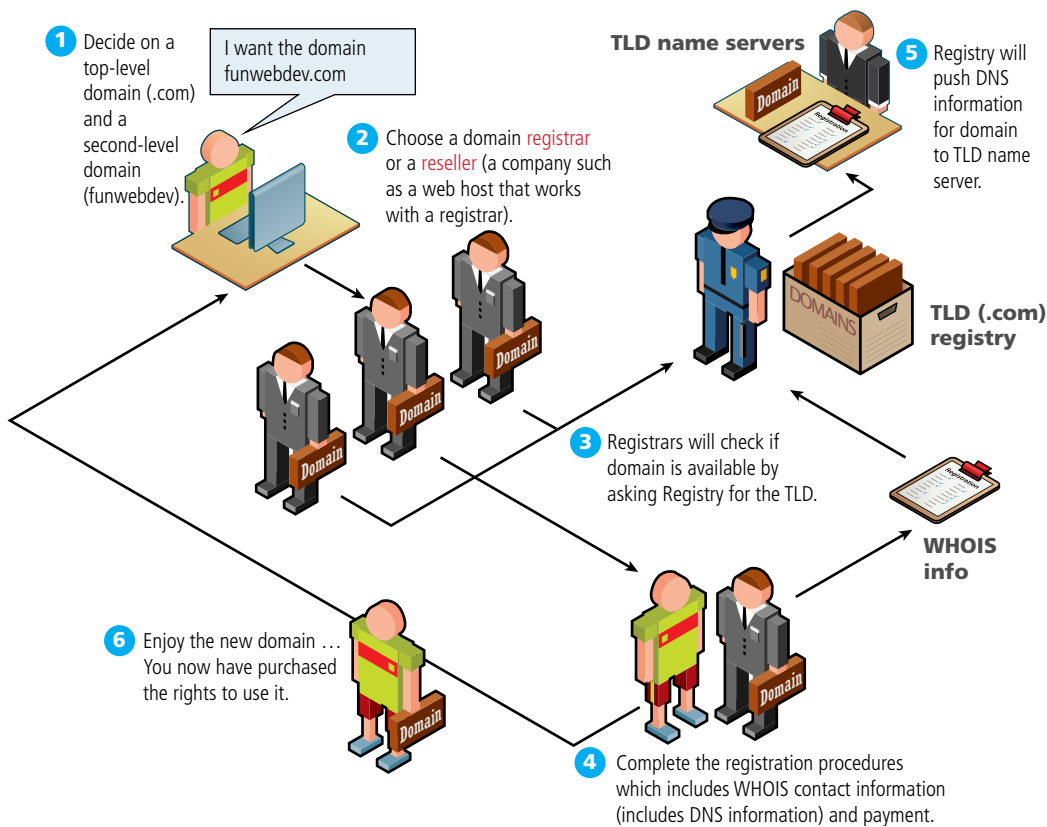 1 Decide on a
top-level
domain (.com)
and a
second-level
domain
(funwebdev).
I want the domain
funwebdev.com
2 Choose a domain registrar
or a reseller (a company such
as a web host that works
with a registrar).
TLD name servers
Domain
Registration
5 Registry will
push DNS
information
for domain
to TLD name
server.
DOMAINS
TLD (.com)
registry
Domain
Domain
Domain
3 Registrars will check if
domain is available by
asking Registry for the TLD.
Registration
WHOIS
info
6 Enjoy the new domain …
You now have purchased
the rights to use it.
Domain
Domain
4 Complete the registration procedures
which includes WHOIS contact information
(includes DNS information) and payment.